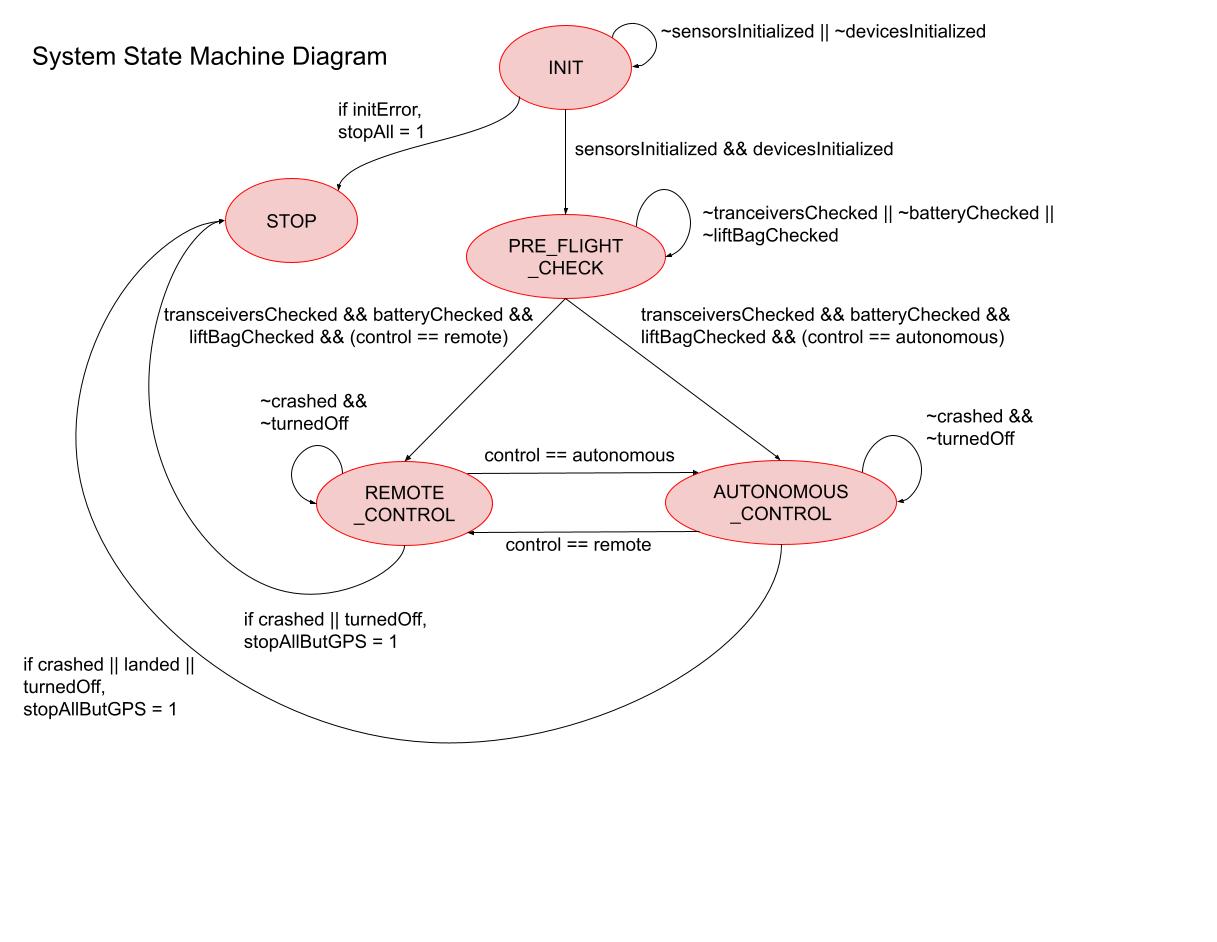 System State Machine Diagram
INIT
~sensorsInitialized || ~devicesInitialized
if initError,
stopAll = 1
sensorsInitialized && devicesInitialized
STOP
PRE_FLIGHT
_CHECK
~tranceiversChecked || ~batteryChecked ||
~liftBagChecked
transceiversChecked && batteryChecked &&
liftBagChecked && (control == remote)
transceiversChecked && batteryChecked &&
liftBagChecked && (control == autonomous)
~crashed &&
~turnedOff
~crashed &&
~turnedOff
control == autonomous
REMOTE
_CONTROL
AUTONOMOUS
_CONTROL
control == remote
if crashed || turnedOff,
stopAllButGPS = 1
if crashed || landed ||
turnedOff,
stopAllButGPS = 1